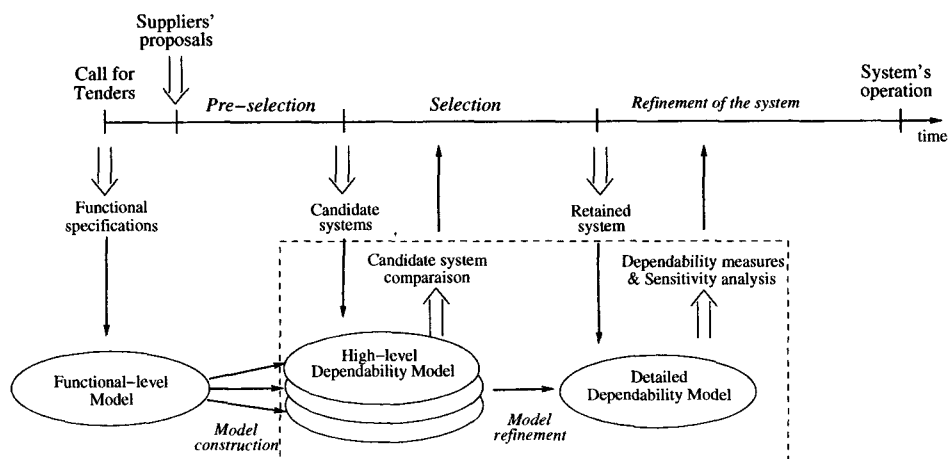 Suppliers'
proposals
Call for
Tenders
Pre-selection
Selection
Refinement of the system
System's
operation
time
Functional
specifications
Candidate
systems
Retained
system
Candidate system
comparaison
Dependability measures
& Sensitivity analysis
Functional-level
Model
High-level
Dependability Model
Detailed
Dependability Model
Model
construction
Model
refinement